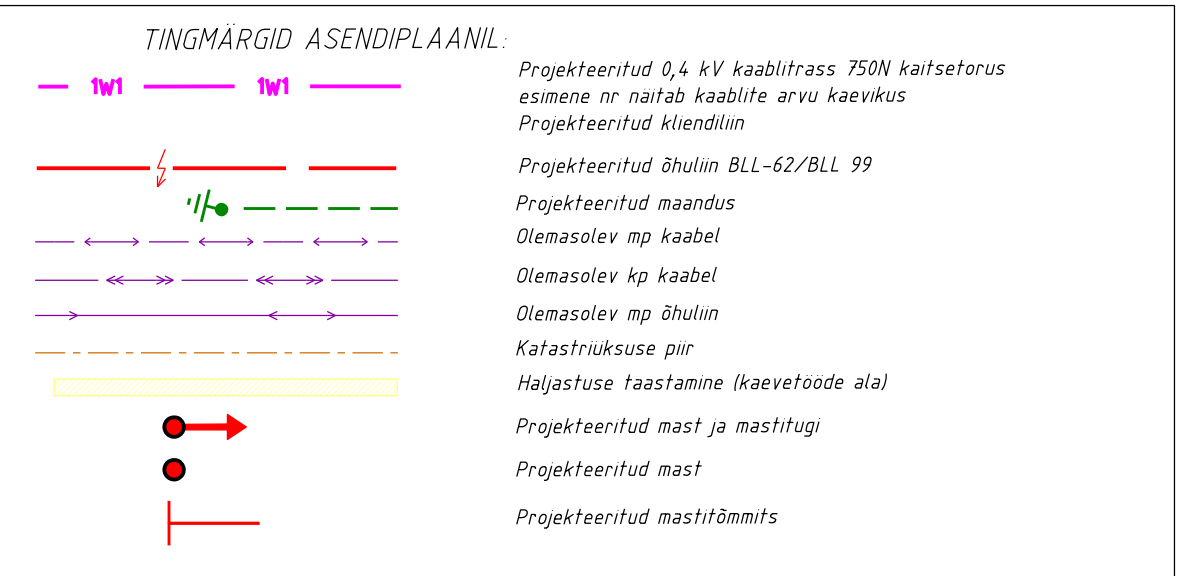 TINGMÄRGID ASENDIPLAANIL:
1W1 1W1
Projekteeritud 0,4 kV kaablitrass 750N kaitsetorus
esimene nr näitab kaablite arvu kaevikus
Projekteeritud kliendiliin
Projekteeritud õhuliin BLL-62/BLL 99
Projekteeritud maandus
Olemasolev mp kaabel
Olemasolev kp kaabel
Olemasolev mp õhuliin
Katastriüksuse piir
Haljastuse taastamine (kaevetööde ala)
Projekteeritud mast ja mastitugi
Projekteeritud mast
Projekteeritud mastitõmmits